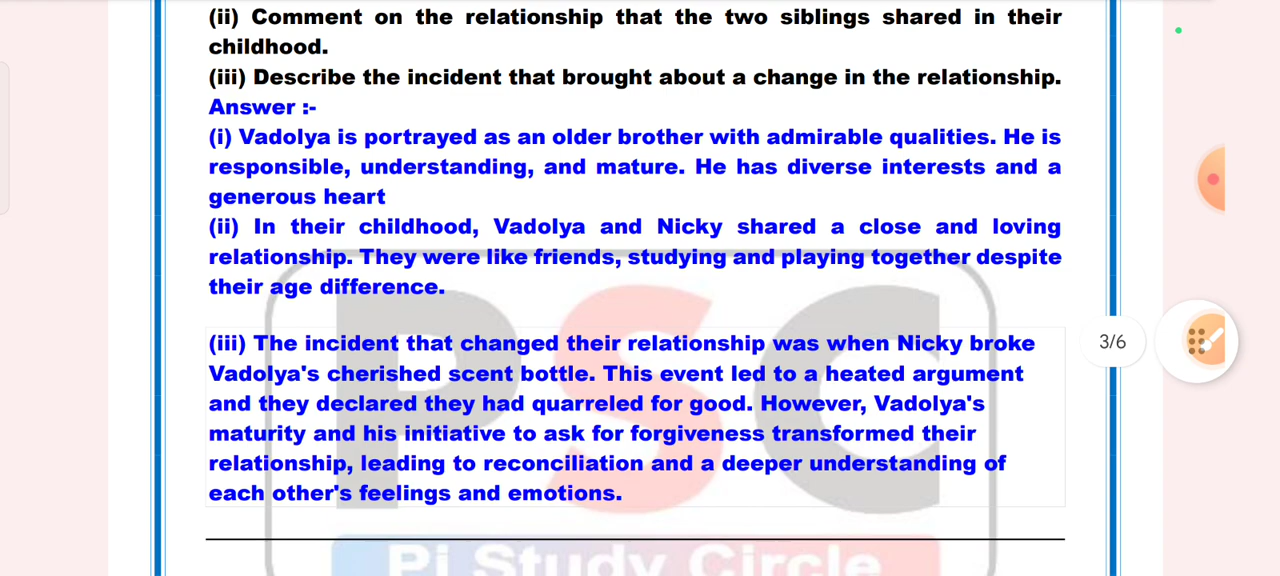 (ii) Comment on the relationship that the two siblings shared in their
childhood.
(iii) Describe the incident that brought about a change in the relationship.
Answer :-
(i) Vadolya is portrayed as an older brother with admirable qualities. He is
responsible, understanding, and mature. He has diverse interests and a
generous heart
(ii) In their childhood, Vadolya and Nicky shared a close and loving
relationship. They were like friends, studying and playing together despite
their age difference.
(iii) The incident that changed their relationship was when Nicky broke
Vadolya's cherished scent bottle. This event led to a heated argument
and they declared they had quarreled for good. However, Vadolya's
maturity and his initiative to ask for forgiveness transformed their
relationship, leading to reconciliation and a deeper understanding of
each other's feelings and emotions.
3/6
PSC
Pi Study Circle